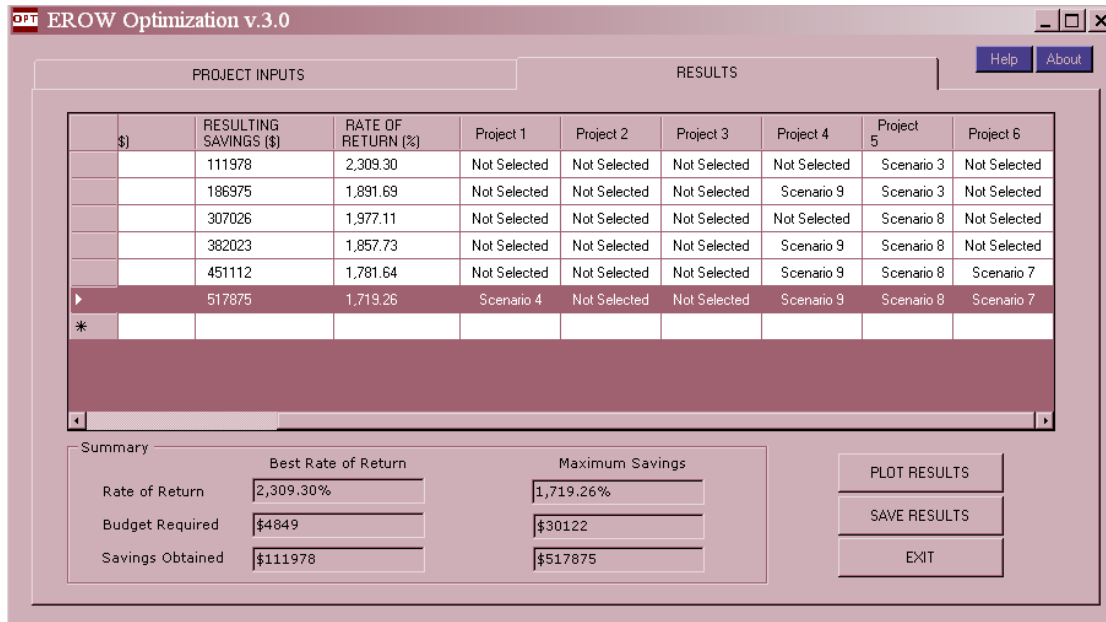 OPT EROW Optimization v.3.0
Help About
PROJECT INPUTS RESULTS
$) RESULTING SAVINGS ($) RATE OF RETURN (%) Project 1 Project 2 Project 3 Project 4 Project 5 Project 6
111978 2,309.30 Not Selected Not Selected Not Selected Not Selected Scenario 3 Not Selected
186975 1,891.69 Not Selected Not Selected Not Selected Scenario 9 Scenario 3 Not Selected
307026 1,977.11 Not Selected Not Selected Not Selected Not Selected Scenario 8 Not Selected
382023 1,857.73 Not Selected Not Selected Not Selected Scenario 9 Scenario 8 Not Selected
451112 1,781.64 Not Selected Not Selected Not Selected Scenario 9 Scenario 8 Scenario 7
517875 1,719.26 Scenario 4 Not Selected Not Selected Scenario 9 Scenario 8 Scenario 7
*
Summary
Best Rate of Return Maximum Savings
Rate of Return 2,309.30% 1,719.26%
Budget Required $4849 $30122
Savings Obtained $111978 $517875
PLOT RESULTS
SAVE RESULTS
EXIT